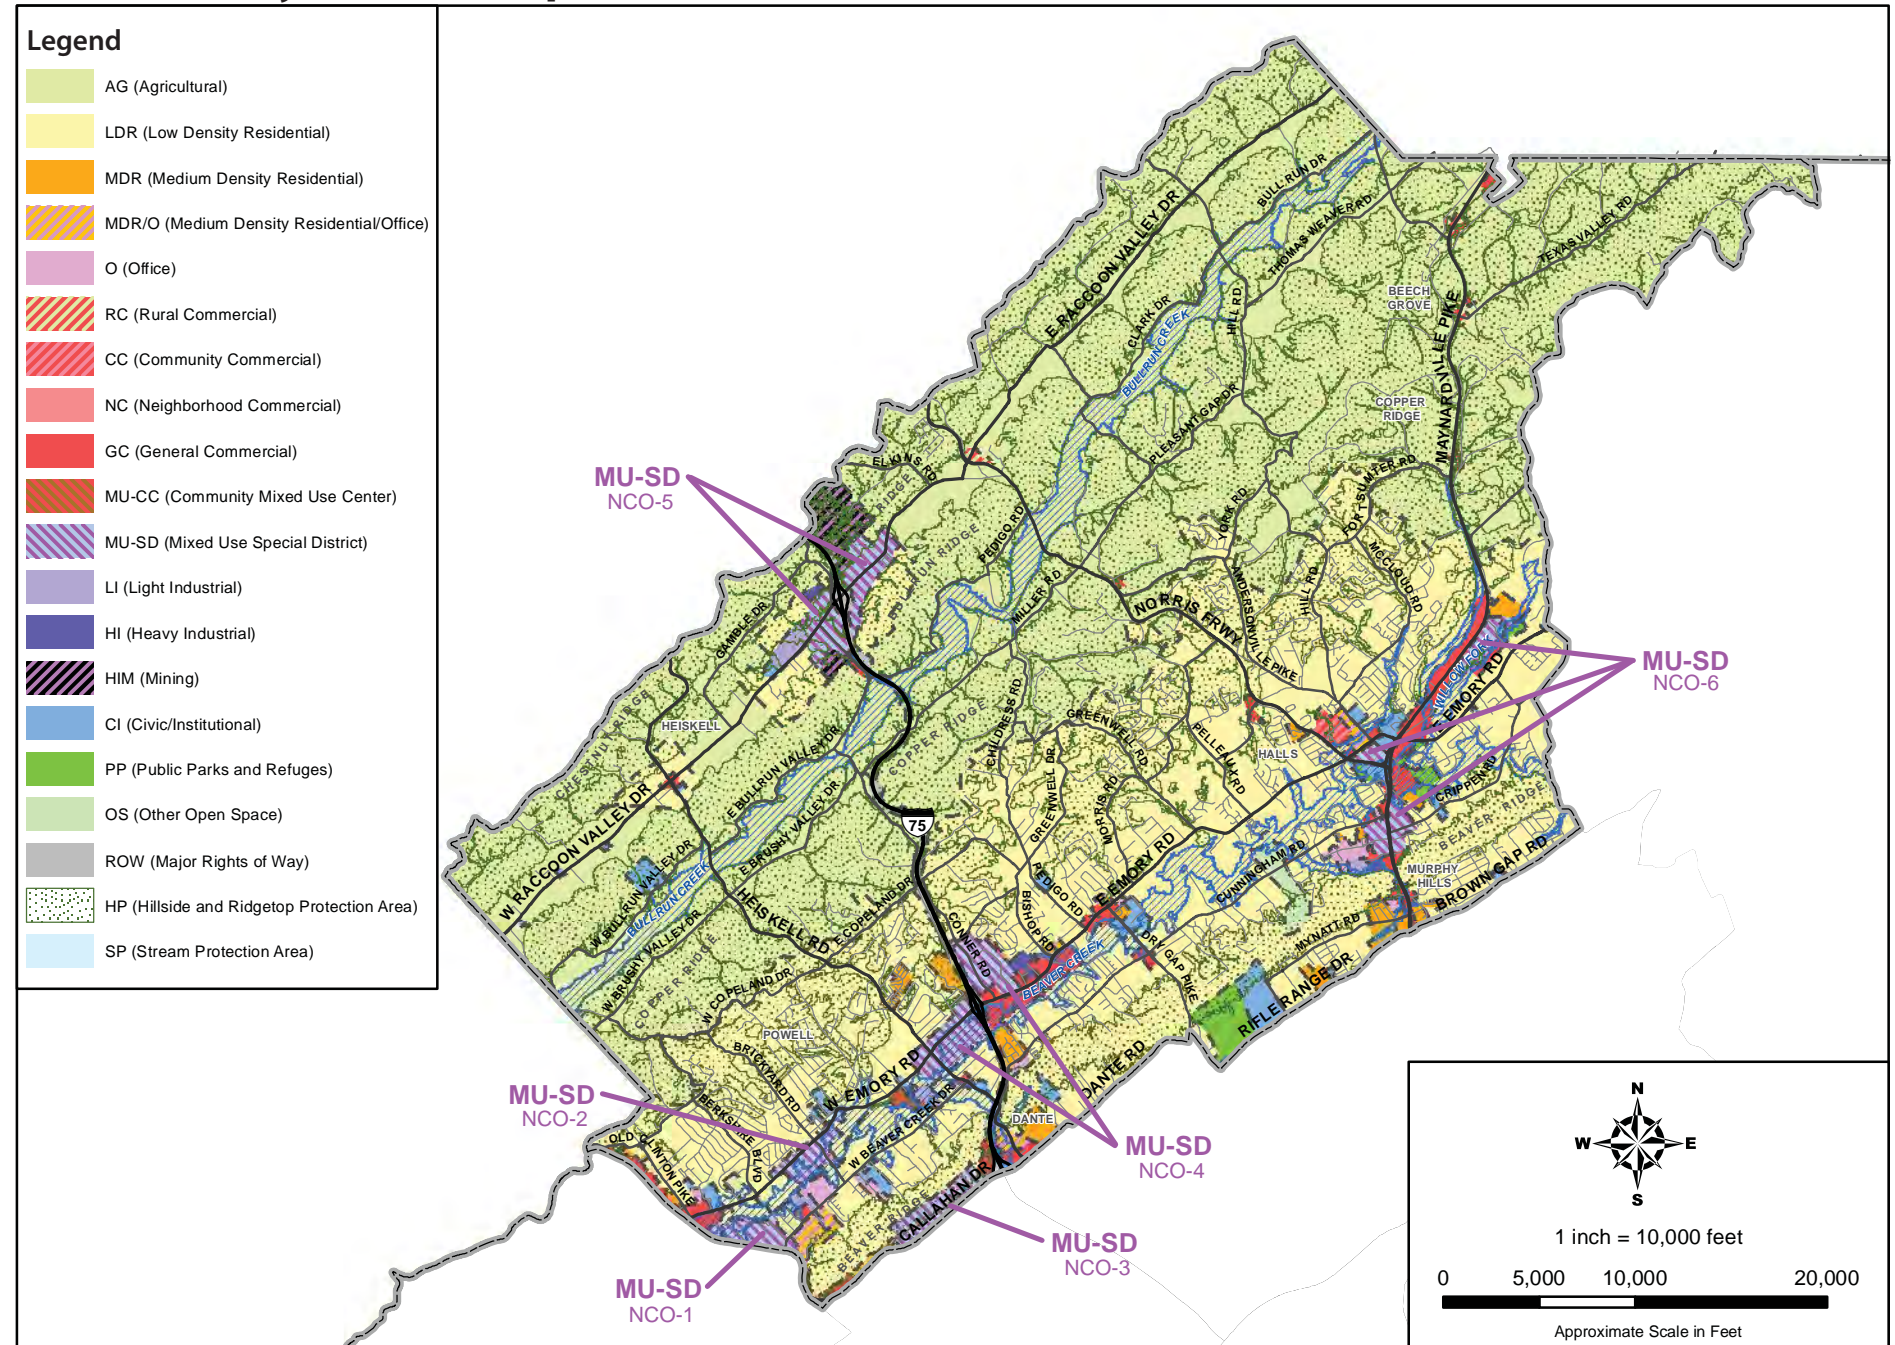 Legend
AG (Agricultural)
LDR (Low Density Residential)
MDR (Medium Density Residential)
MDR/O (Medium Density Residential/Office)
O (Office)
RC (Rural Commercial)
CC (Community Commercial)
NC (Neighborhood Commercial)
GC (General Commercial)
MU-CC (Community Mixed Use Center)
MU-SD (Mixed Use Special District)
LI (Light Industrial)
HI (Heavy Industrial)
HIM (Mining)
CI (Civic/Institutional)
PP (Public Parks and Refuges)
OS (Other Open Space)
ROW (Major Rights of Way)
HP (Hillside and Ridgetop Protection Area)
SP (Stream Protection Area)
BULL RUN DR
THOMAS WEAVER RD
E RACCOON VALLEY DR
TEXAS VALLEY RD
BEECH
GROVE
CLARK DR
HILL RD
BULLRUN CREEK
MAYNARDVILLE PIKE
COPPER
RIDGE
PLEASANT GAP DR
ELKINS RD
RIDGE
MU-SD
NCO-5
FORT SUMTER RD
YORK RD
PEDIGO RD
RIDGE
MCCLOUD RD
HILL RD
ANDERSONVILLE PIKE
MILLER RD
NORRIS FRWY
GAMBLE DR
WILLOW FORK
E EMORY RD
MU-SD
NCO-6
CHESTNUT RIDGE
HEISKELL
COPPER RIDGE
CHILDRESS RD
GREENWELL RD
GREENWELL DR
PELLEAUX RD
MORRIS RD
HALLS
CRIPPEN RD
BEAVER RIDGE
E BULLRUN VALLEY DR
E BRUSHY VALLEY DR
W RACCOON VALLEY DR
75
MURPHY
HILLS
BROWN GAP RD
W BULLRUN VALLEY DR
BULLRUN CREEK
W BRUSHY VALLEY DR
HEISKELL RD
E COPELAND DR
CONNER RD
BISHOP RD
PEDIGO RD
E EMORY RD
CUNNINGHAM RD
MYNATT RD
DRY GAP PIKE
BEAVER CREEK
RIFLE RANGE DR
COPPER RIDGE
W COPELAND DR
POWELL
BRICKYARD RD
W EMORY RD
W BEAVER CREEK DR
BERKSHIRE BLVD
DANTE RD
DANTE
MU-SD
NCO-2
OLD CLINTON PIKE
MU-SD
NCO-4
BEAVER RIDGE
CALLAHAN DR
MU-SD
NCO-3
MU-SD
NCO-1
N
W E
S
1 inch = 10,000 feet
0 5,000 10,000 20,000
Approximate Scale in Feet